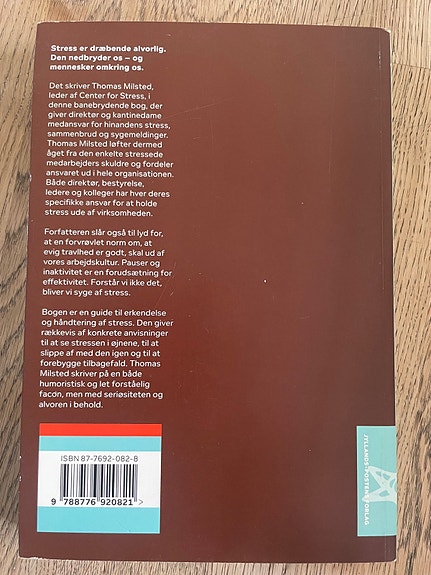 Stress er dræbende alvorlig.
Den nedbryder os – og
mennesker omkring os.
Det skriver Thomas Milsted,
leder af Center for Stress, i
denne banebrydende bog, der
giver direktør og kantinedame
medansvar for hinandens stress,
sammenbrud og sygemeldinger.
Thomas Milsted løfter dermed
åget fra den enkelte stressede
medarbejders skuldre og fordeler
ansvaret ud i hele organisationen.
Både direktør, bestyrelse,
ledere og kolleger har hver deres
specifikke ansvar for at holde
stress ude af virksomheden.
Forfatteren slår også til lyd for,
at en forvrøvlet norm om, at
evig travlhed er godt, skal ud af
vores arbejdskultur. Pauser og
inaktivitet er en forudsætning for
effektivitet. Forstår vi ikke det,
bliver vi syge af stress.
Bogen er en guide til erkendelse
og håndtering af stress. Den giver
rækkevis af konkrete anvisninger
til at se stressen i øjnene, til at
slippe af med den igen og til at
forebygge tilbagefald. Thomas
Milsted skriver på en både
humoristisk og let forståelig
facon, men med seriøsiteten og
alvoren i behold.
ISBN 87-7692-082-8
9 788776 920821 >
JYLLANDS-POSTENS FORLAG